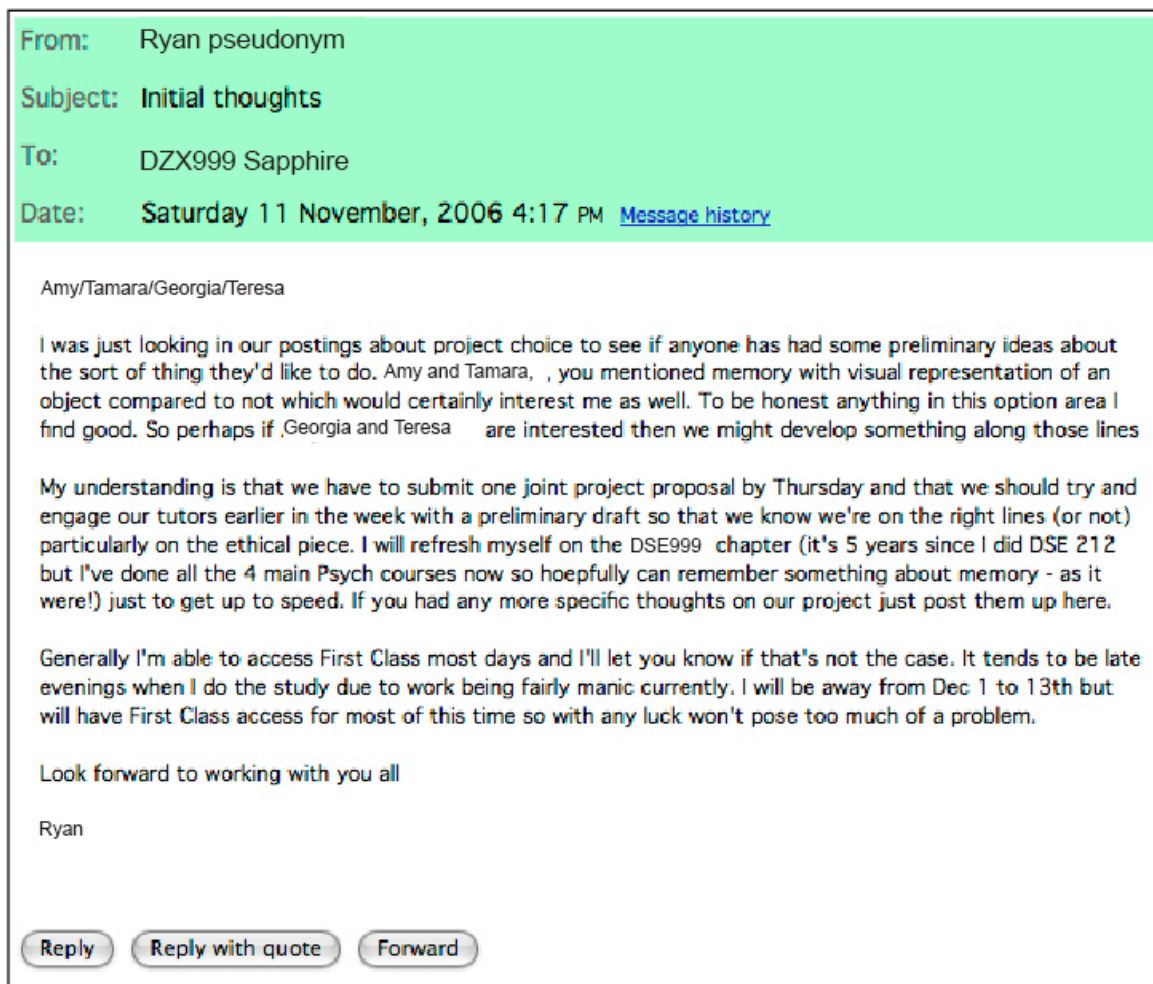 From: Ryan pseudonym
Subject: Initial thoughts
To: DZX999 Sapphire
Date: Saturday 11 November, 2006 4:17 PM Message history
Amy/Tamara/Georgia/Teresa
I was just looking in our postings about project choice to see if anyone has had some preliminary ideas about
the sort of thing they'd like to do. Amy and Tamara, , you mentioned memory with visual representation of an
object compared to not which would certainly interest me as well. To be honest anything in this option area I
find good. So perhaps if Georgia and Teresa are interested then we might develop something along those lines
My understanding is that we have to submit one joint project proposal by Thursday and that we should try and
engage our tutors earlier in the week with a preliminary draft so that we know we're on the right lines (or not)
particularly on the ethical piece. I will refresh myself on the DSE999 chapter (it's 5 years since I did DSE 212
but I've done all the 4 main Psych courses now so hoepfully can remember something about memory - as it
were!) just to get up to speed. If you had any more specific thoughts on our project just post them up here.
Generally I'm able to access First Class most days and I'll let you know if that's not the case. It tends to be late
evenings when I do the study due to work being fairly manic currently. I will be away from Dec 1 to 13th but
will have First Class access for most of this time so with any luck won't pose too much of a problem.
Look forward to working with you all
Ryan
Reply Reply with quote Forward